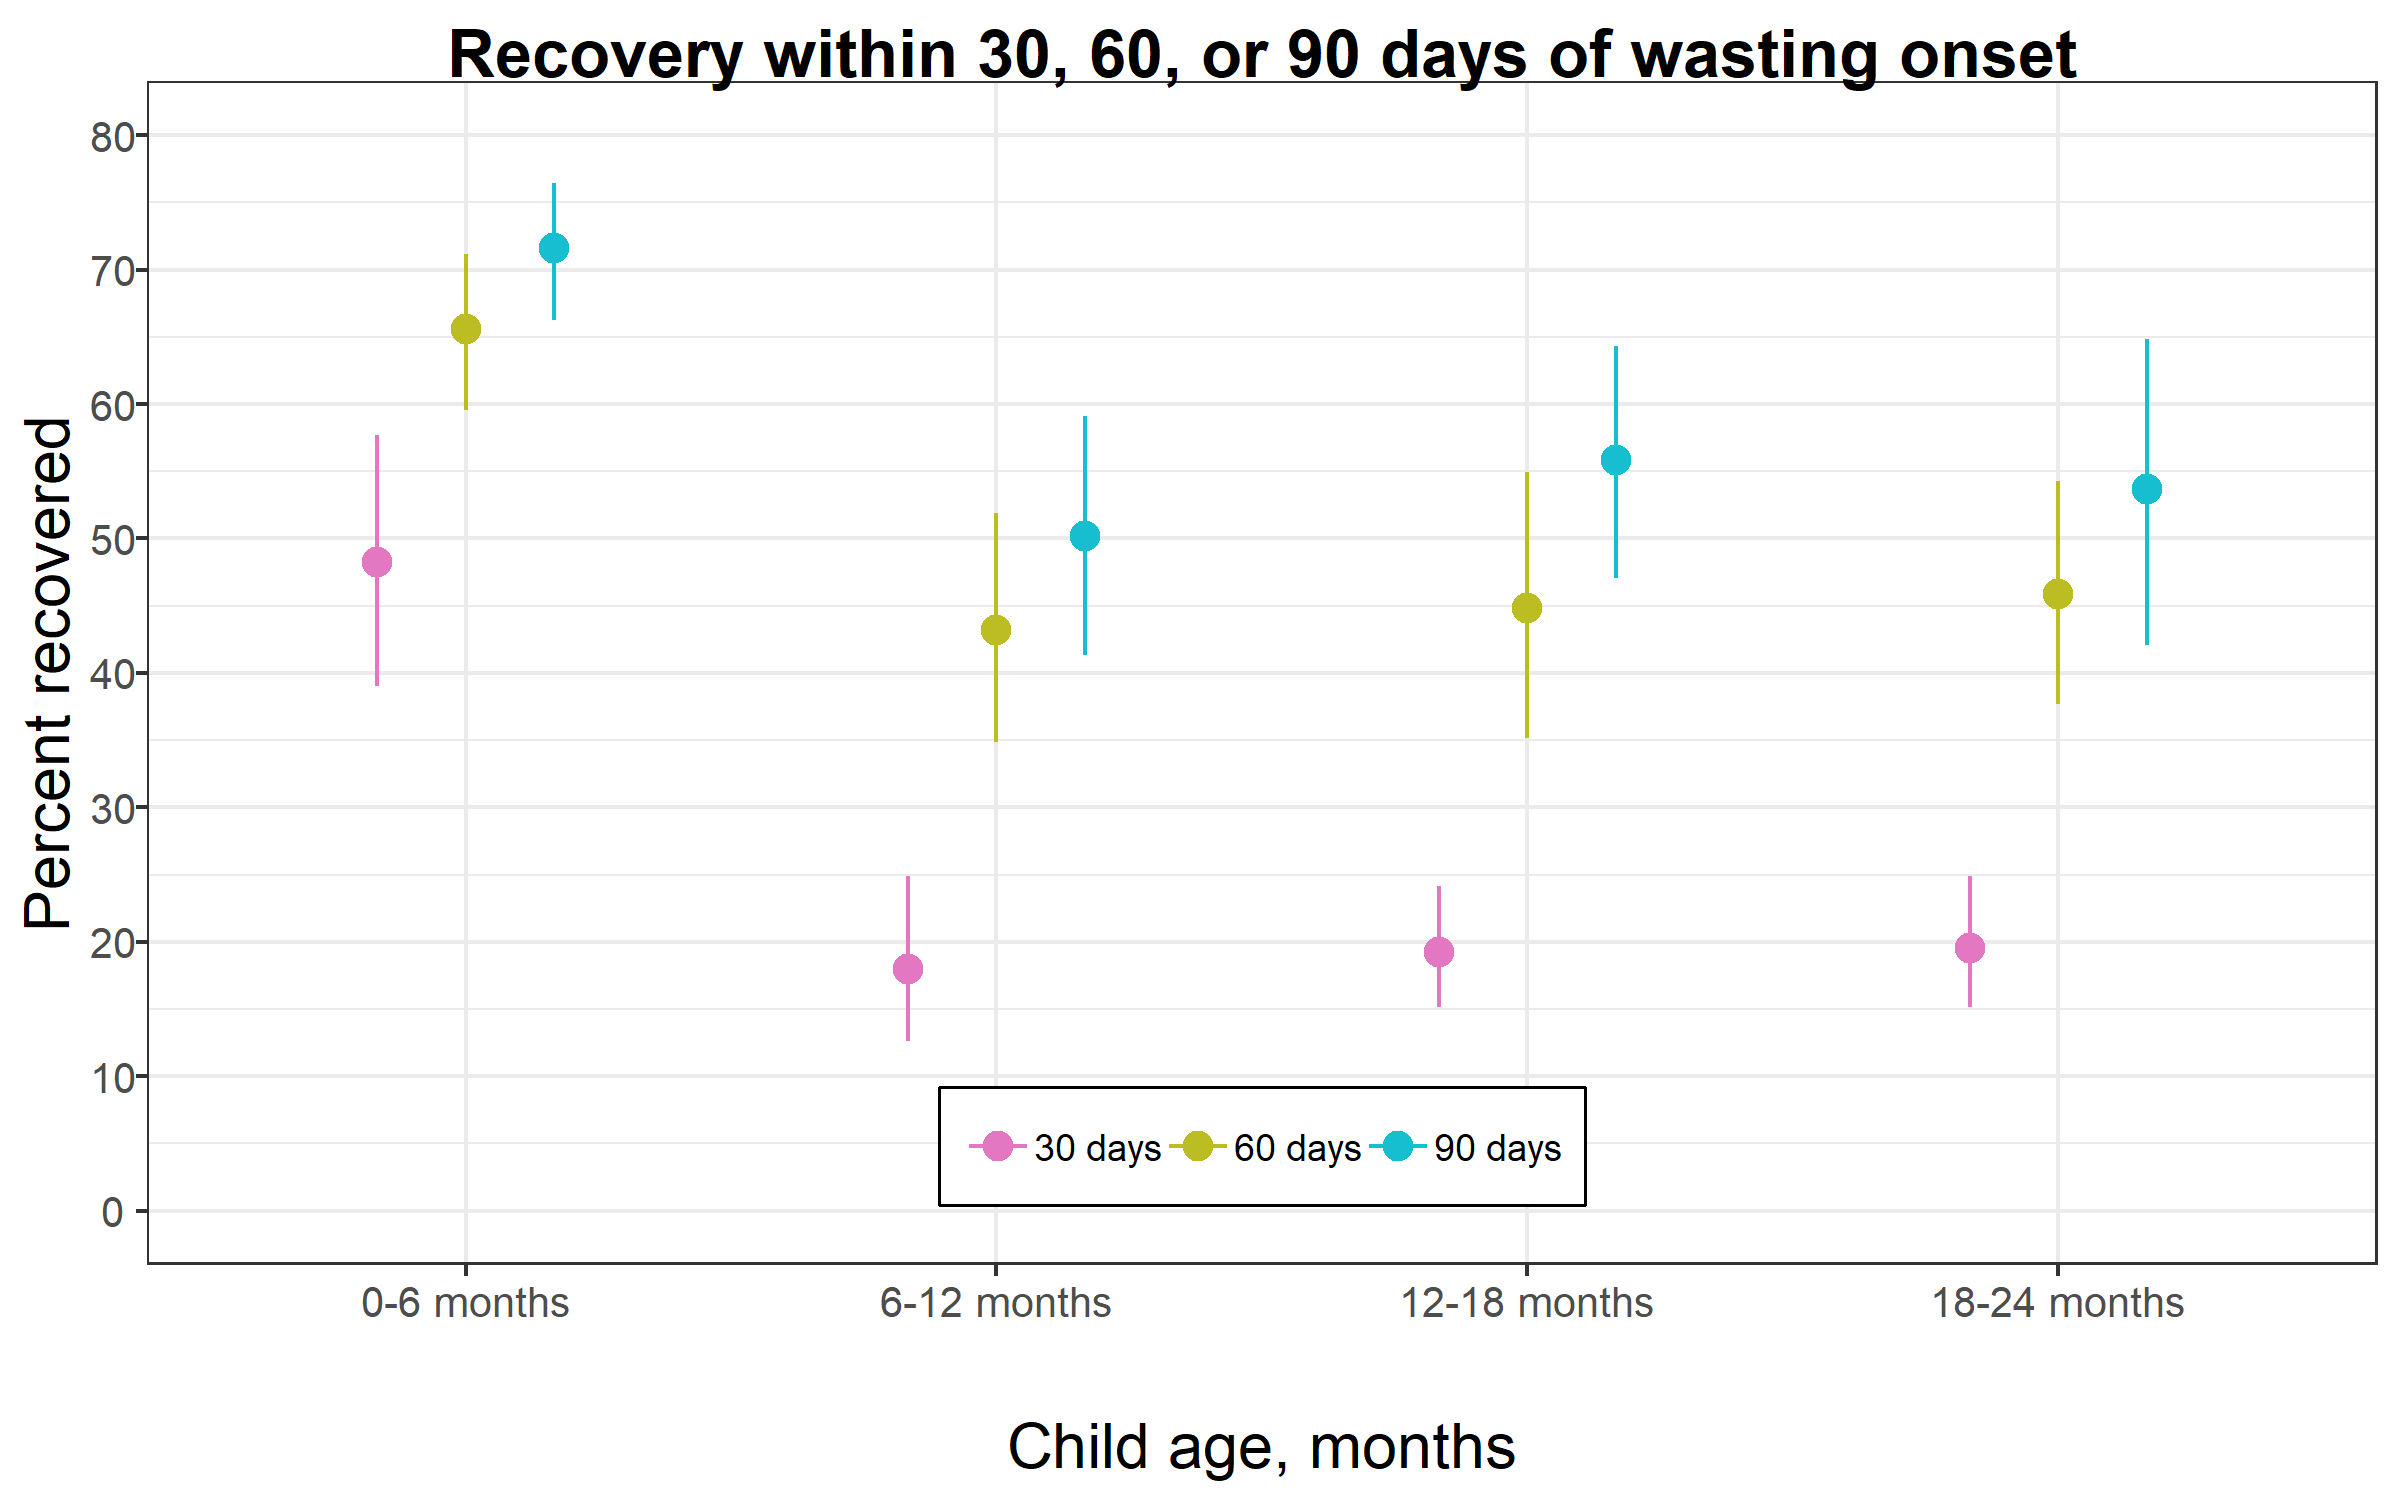 Recovery within 30, 60, or 90 days of wasting onset
Percent recovered
80
70
60
50
40
30
20
10
0
30 days 60 days 90 days
0-6 months 6-12 months 12-18 months 18-24 months
Child age, months